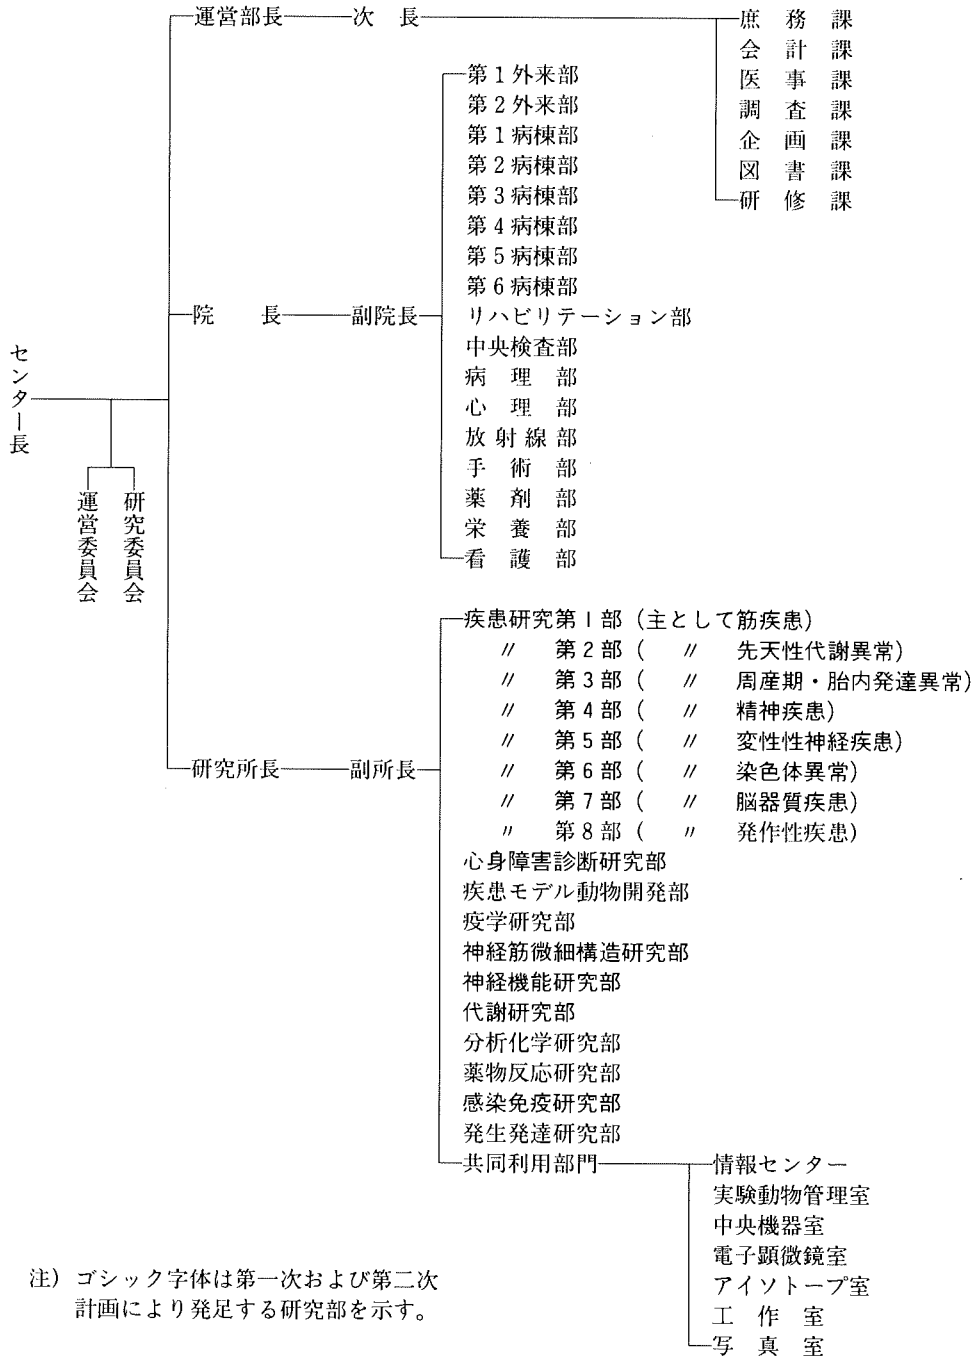 センター長
運営委員会
研究委員会
運営部長 次長
庶務課
会計課
医事課
調査課
企画課
図書課
研修課
院長 副院長
第1外来部
第2外来部
第1病棟部
第2病棟部
第3病棟部
第4病棟部
第5病棟部
第6病棟部
リハビリテーション部
中央検査部
病理部
心理部
放射線部
手術部
薬剤部
栄養部
看護部
研究所長 副所長
疾患研究第1部(主として筋疾患)
〃 第2部(〃 先天性代謝異常)
〃 第3部(〃 周産期・胎内発達異常)
〃 第4部(〃 精神疾患)
〃 第5部(〃 変性性神経疾患)
〃 第6部(〃 染色体異常)
〃 第7部(〃 脳器質疾患)
〃 第8部(〃 発作性疾患)
心身障害診断研究部
疾患モデル動物開発部
疫学研究部
神経筋微細構造研究部
神経機能研究部
代謝研究部
分析化学研究部
薬物反応研究部
感染免疫研究部
発生発達研究部
共同利用部門
情報センター
実験動物管理室
中央機器室
電子顕微鏡室
アイソトープ室
工作室
写真室
注) ゴシック字体は第一次および第二次
計画により発足する研究部を示す。